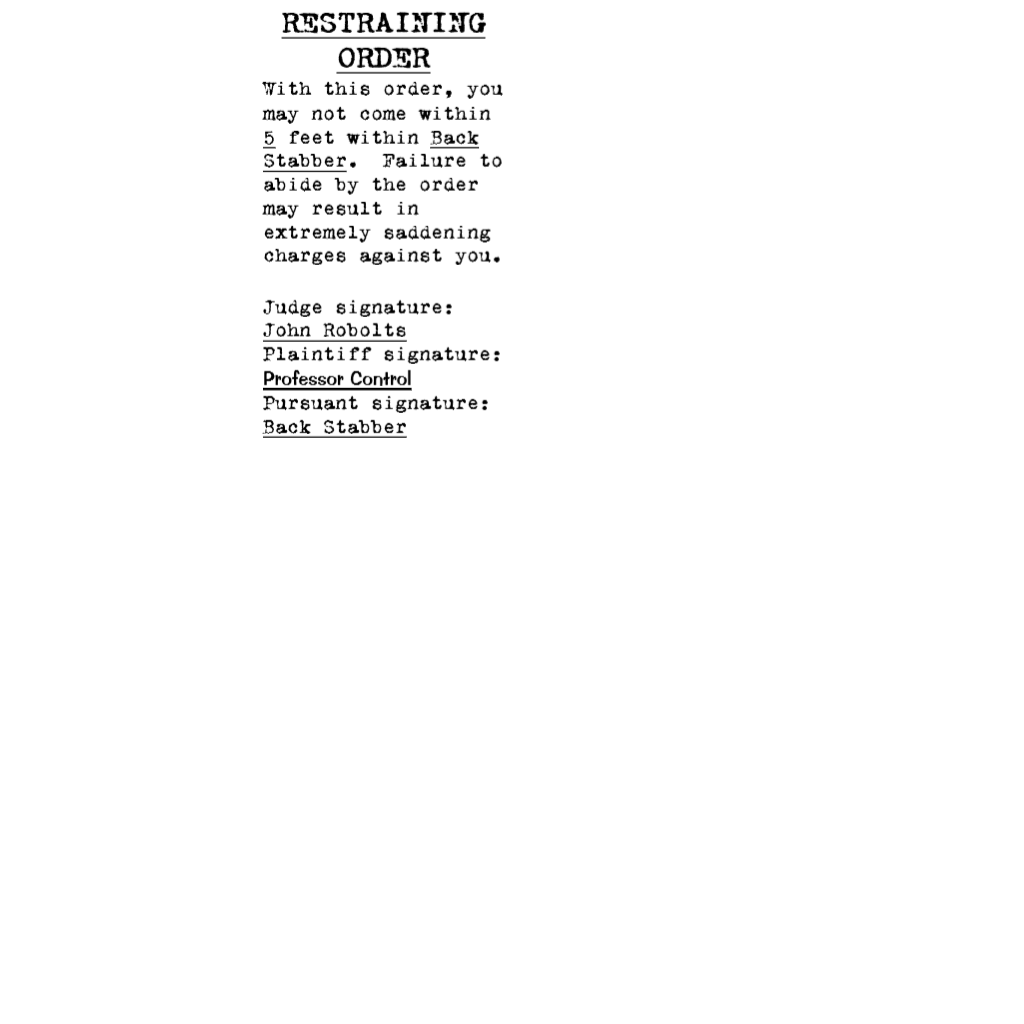 RESTRAINING
ORDER
With this order, you
may not come within
5 feet within Back
Stabber.  Failure to
abide by the order
may result in
extremely saddening
charges against you.
Judge signature:
John Robolts
Plaintiff signature:
Professor Control
Pursuant signature:
Back Stabber